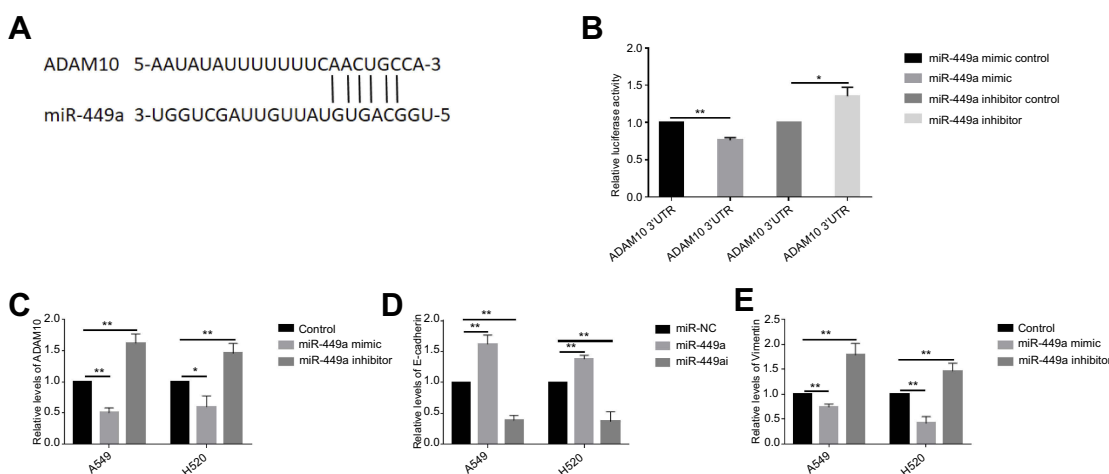 A
ADAM10 5-AAUAUAUUUUUUUCAACUGCCA-3
miR-449a 3-UGGUCGAUUGUUAUGUGACGGU-5
B
Relative luciferase activity
2.0
1.5
1.0
0.5
0.0
ADAM10 3'UTR
ADAM10 3'UTR
ADAM10 3'UTR
ADAM10 3'UTR
**
*
miR-449a mimic control
miR-449a mimic
miR-449a inhibitor control
miR-449a inhibitor
C
Relative levels of ADAM10
2.0
1.5
1.0
0.5
0.0
**
**
**
*
A549
H520
Control
miR-449a mimic
miR-449a inhibitor
D
Relative levels of E-cadherin
2.0
1.5
1.0
0.5
0.0
**
**
**
**
A549
H520
miR-NC
miR-449a
miR-449ai
E
Relative levels of Vimentin
2.5
2.0
1.5
1.0
0.5
0.0
**
**
**
**
A549
H520
Control
miR-449a mimic
miR-449a inhibitor